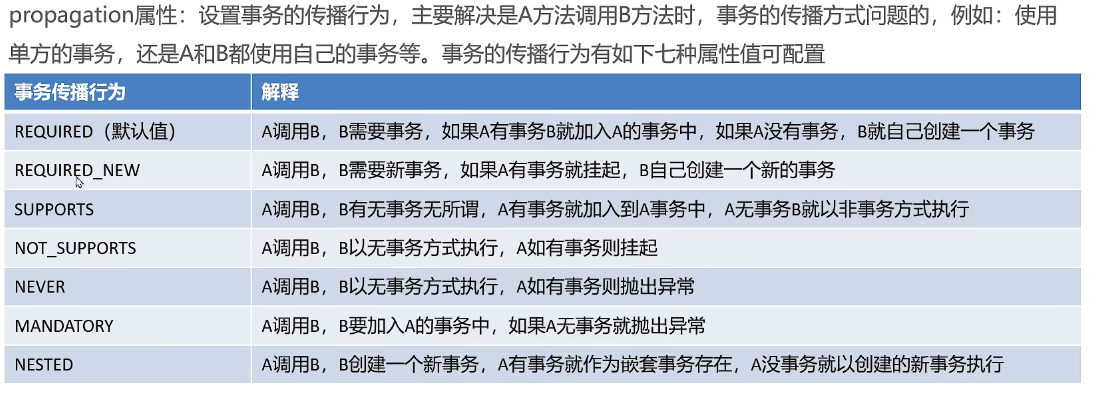 propagation属性：设置事务的传播行为，主要解决是A方法调用B方法时，事务的传播方式问题的，例如：使用
单方的事务，还是A和B都使用自己的事务等。事务的传播行为有如下七种属性值可配置
事务传播行为 解释
REQUIRED（默认值） A调用B，B需要事务，如果A有事务B就加入A的事务中，如果A没有事务，B就自己创建一个事务
REQUIRED_NEW A调用B，B需要新事务，如果A有事务就挂起，B自己创建一个新的事务
SUPPORTS A调用B，B有无事务无所谓，A有事务就加入到A事务中，A无事务B就以非事务方式执行
NOT_SUPPORTS A调用B，B以无事务方式执行，A如有事务则挂起
NEVER A调用B，B以无事务方式执行，A如有事务则抛出异常
MANDATORY A调用B，B要加入A的事务中，如果A无事务就抛出异常
NESTED A调用B，B创建一个新事务，A有事务就作为嵌套事务存在，A没事务就以创建的新事务执行